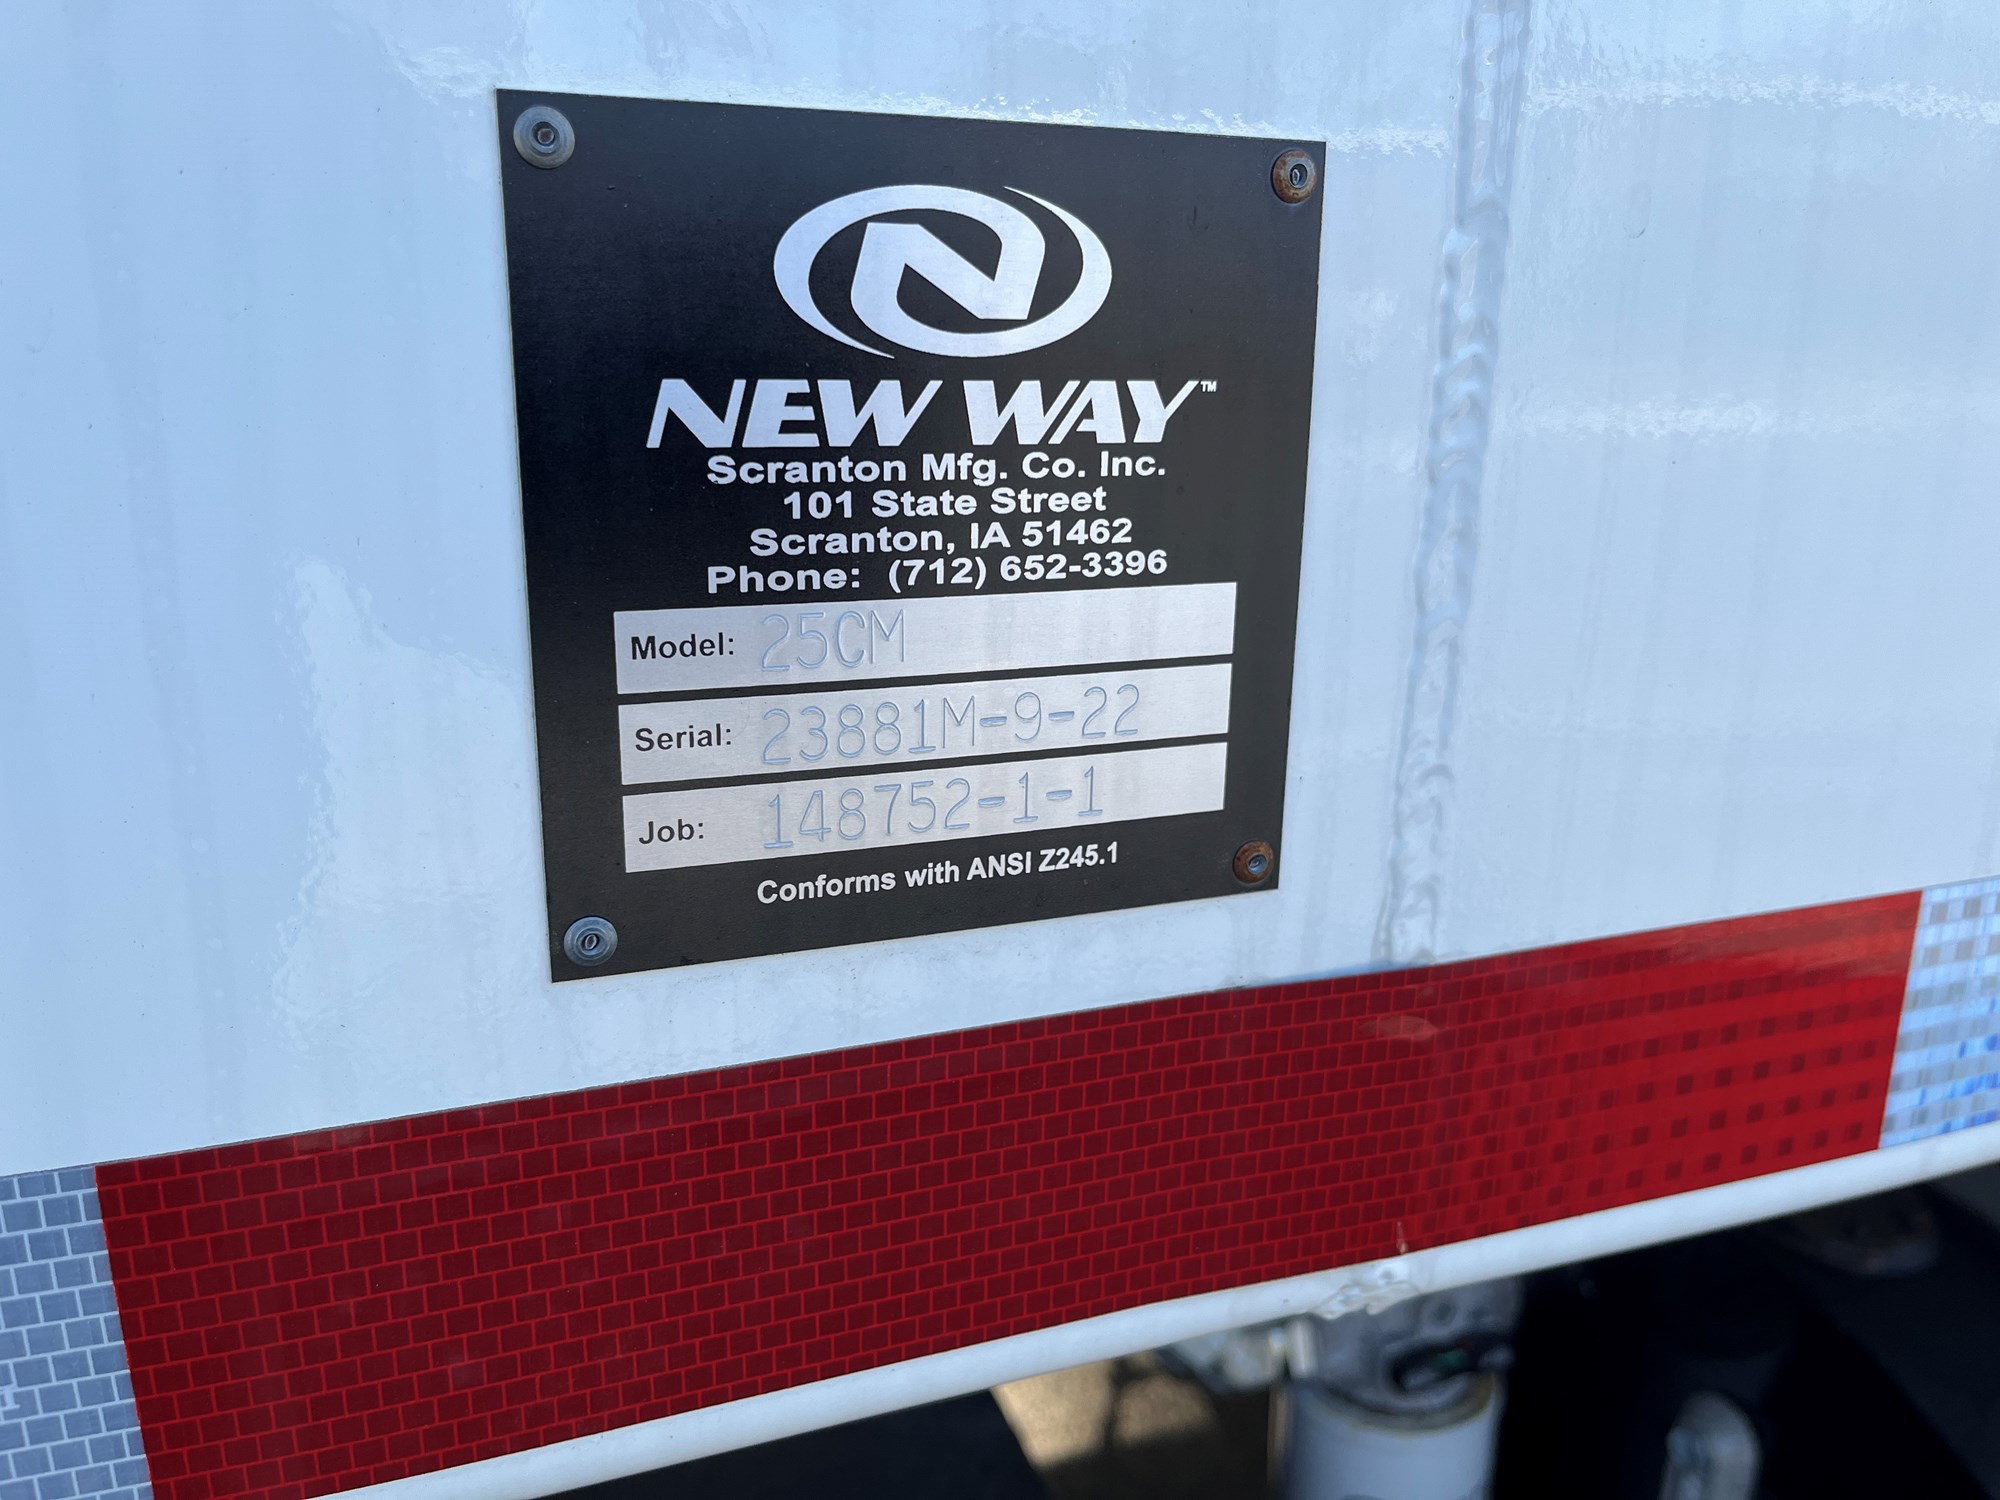 NEW WAY™
Scranton Mfg. Co. Inc.
101 State Street
Scranton, IA 51462
Phone: (712) 652-3396
Model: 25CM
Serial: 23881M-9-22
Job: 148752-1-1
Conforms with ANSI Z245.1